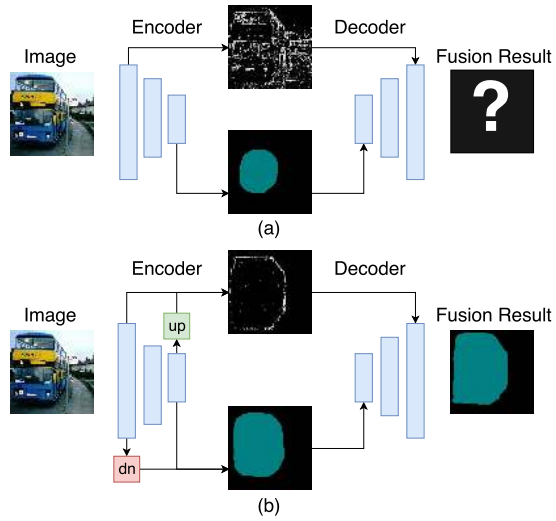 Encoder
Decoder
Image
Fusion Result
?
(a)
Encoder
Decoder
Image
Fusion Result
up
dn
(b)